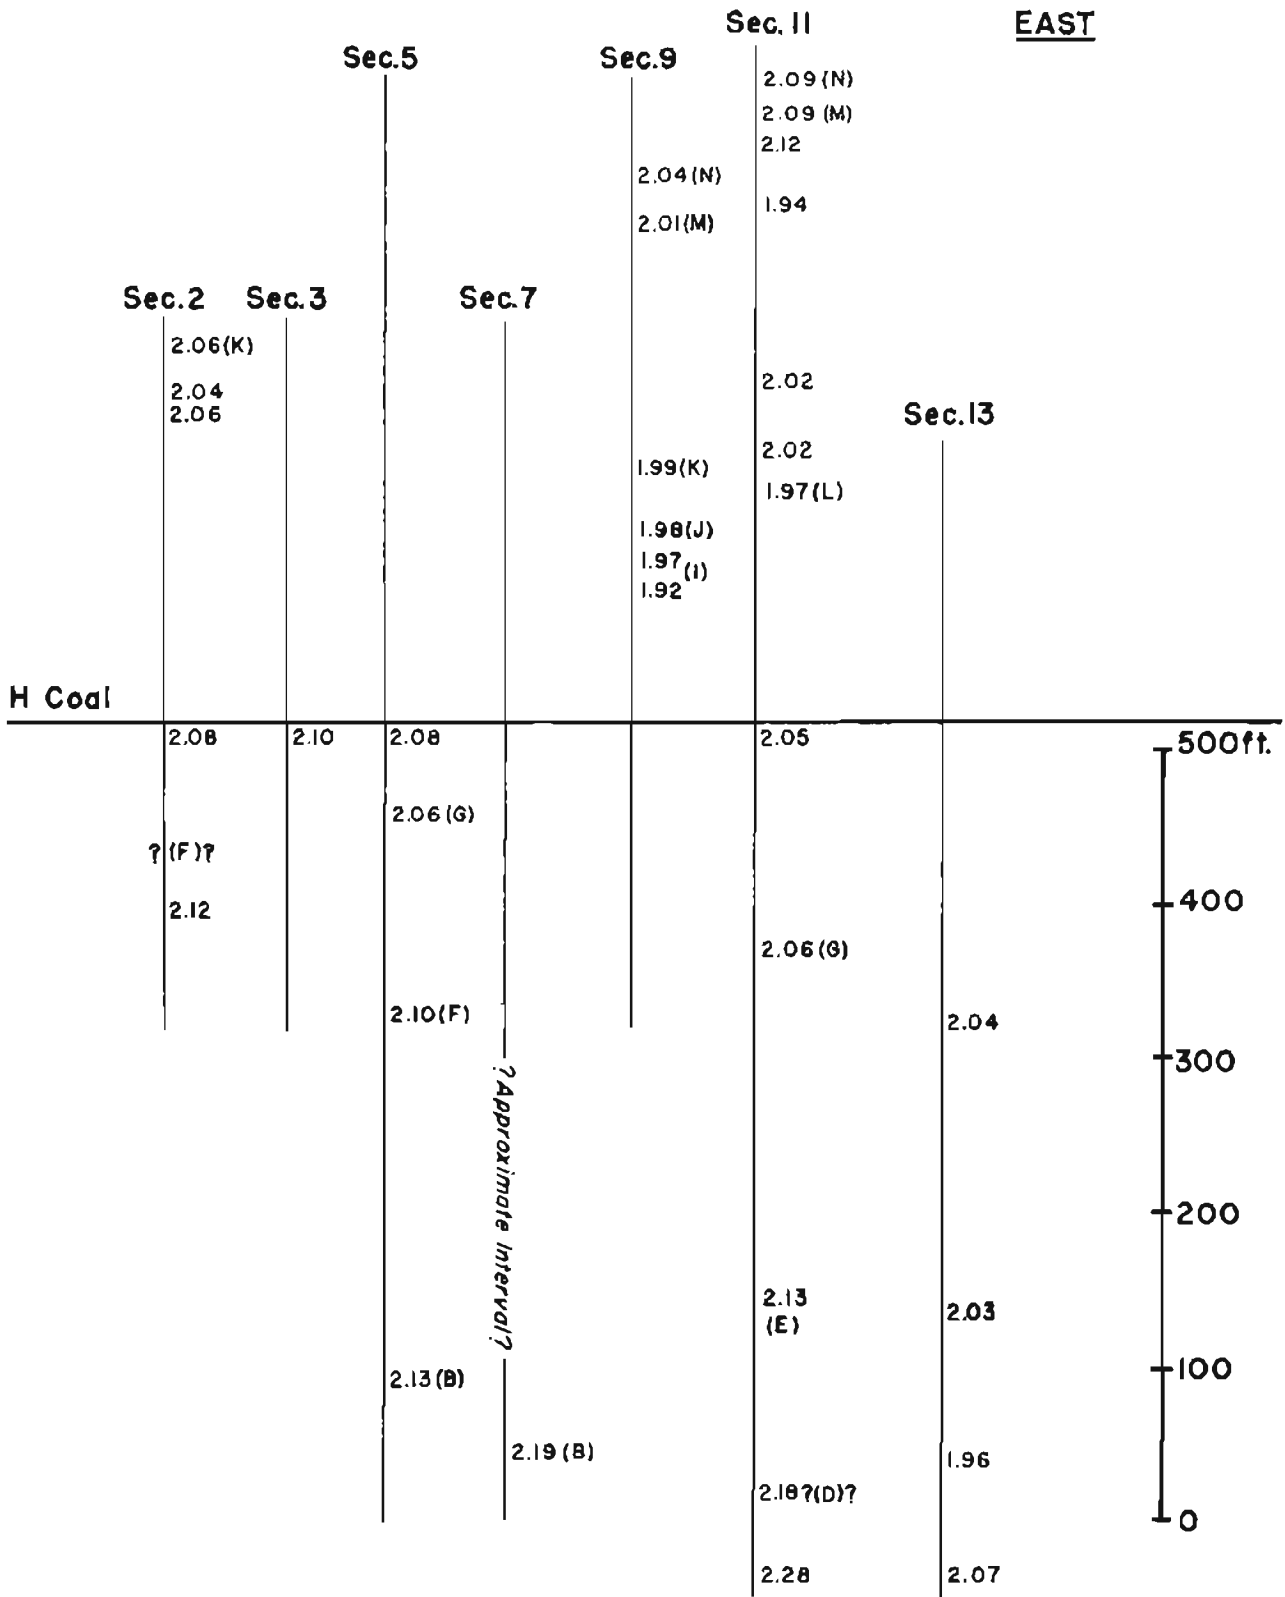 Sec. 11
EAST
Sec. 5
Sec. 9
2.09 (N)
2.09 (M)
2.12
2.04 (N)
1.94
2.01 (M)
Sec. 2
Sec. 3
Sec. 7
2.06 (K)
2.04
2.06
2.02
Sec. 13
2.02
1.99 (K)
1.97 (L)
1.98 (J)
1.97
(I)
1.92
H Coal
2.08
2.10
2.08
2.05
500 ft.
2.06 (G)
? (F) ?
2.12
400
2.06 (G)
2.10 (F)
2.04
300
? Approximate Interval ?
200
2.13
(E)
2.03
100
2.13 (B)
2.19 (B)
1.96
2.18 ? (D) ?
0
2.28
2.07